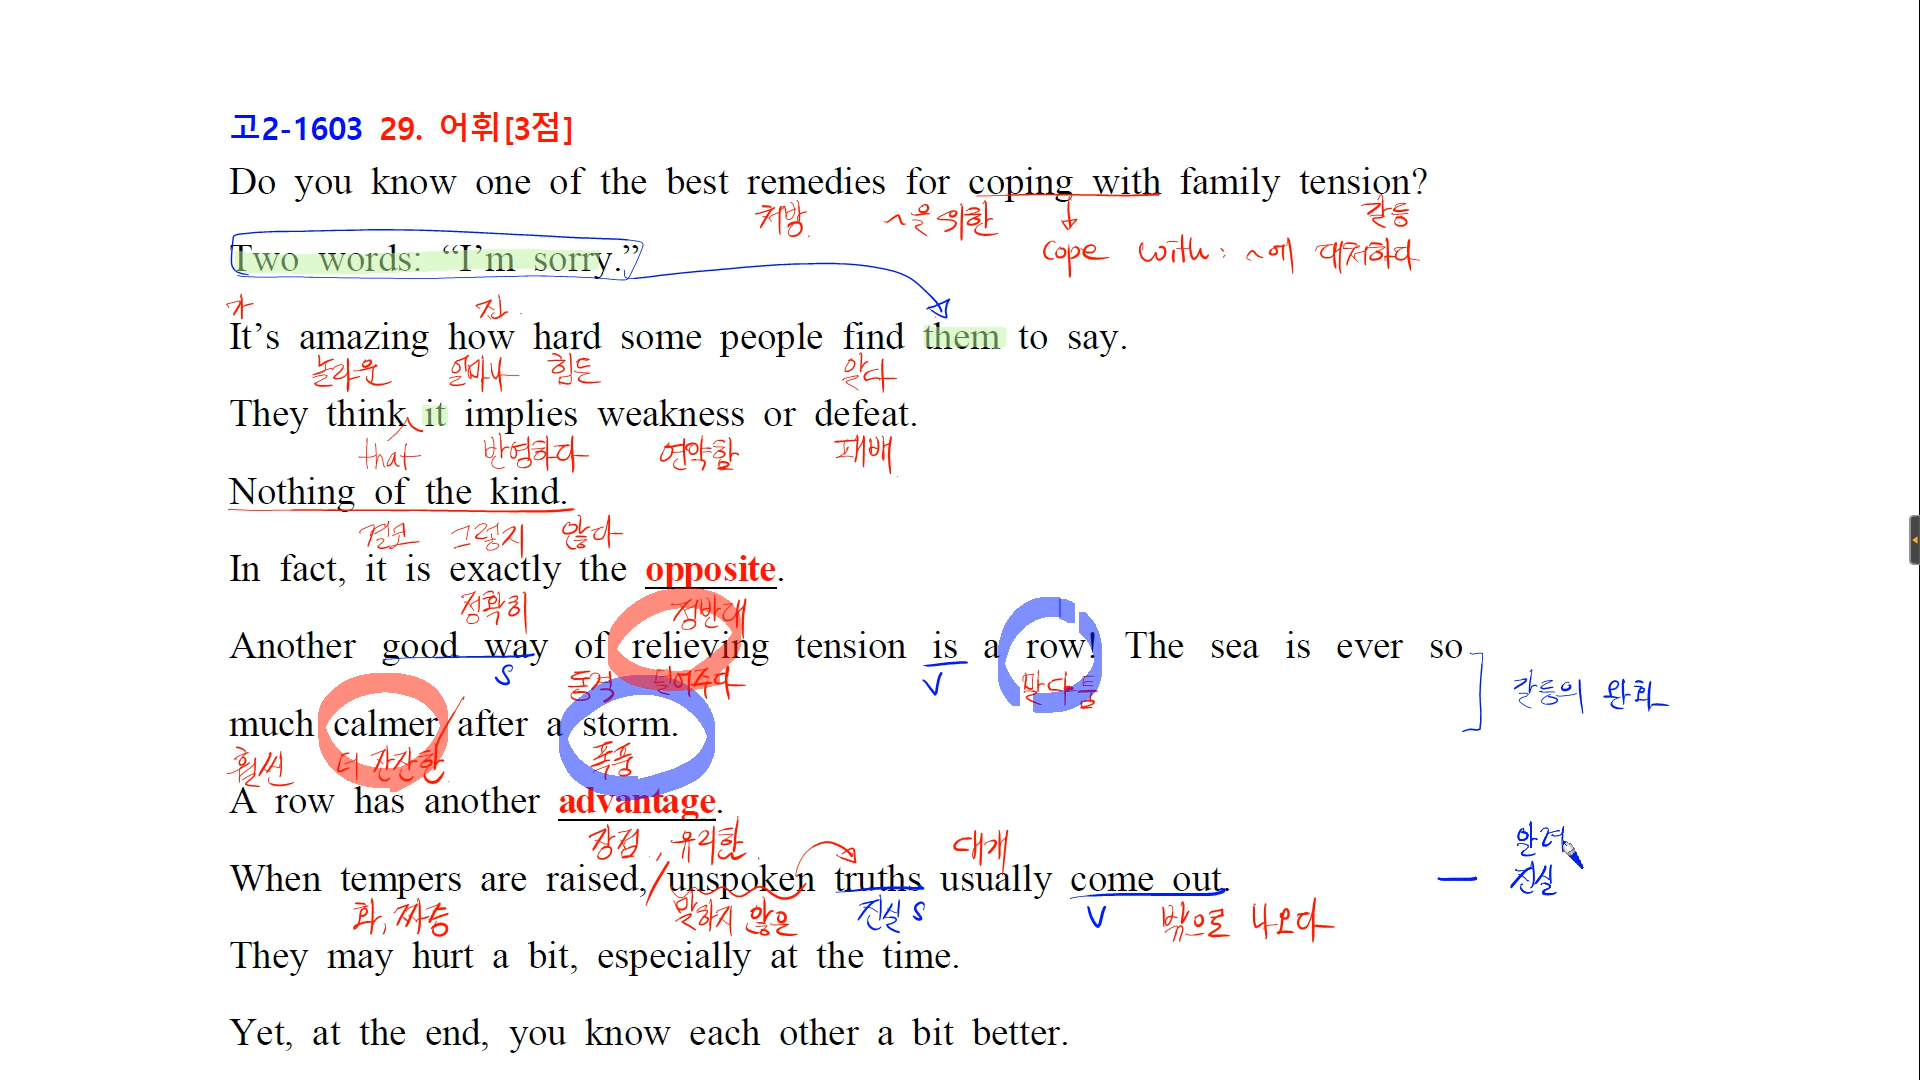 고2-1603 29. 어휘[3점]
Do you know one of the best remedies for coping with family tension?
처방 ~을 위한 갈등
cope with : ~에 대처하다
Two words: “I’m sorry.”
가 진
It’s amazing how hard some people find them to say.
놀라운 얼마나 힘든 알다
They think it implies weakness or defeat.
that 반영하다 연약함 패배
Nothing of the kind.
결코 그렇지 않다
In fact, it is exactly the opposite.
정확히 정반대
Another good way of relieving tension is a row! The sea is ever so
S 동격 덜어주다 V 말다툼
갈등의 완화
much calmer after a storm.
훨씬 더 잔잔한 폭풍
A row has another advantage.
장점, 유리한 대개
알려
When tempers are raised, unspoken truths usually come out.
진실
화, 짜증 말하지 않은 진실 S V 밖으로 나오다
They may hurt a bit, especially at the time.
Yet, at the end, you know each other a bit better.